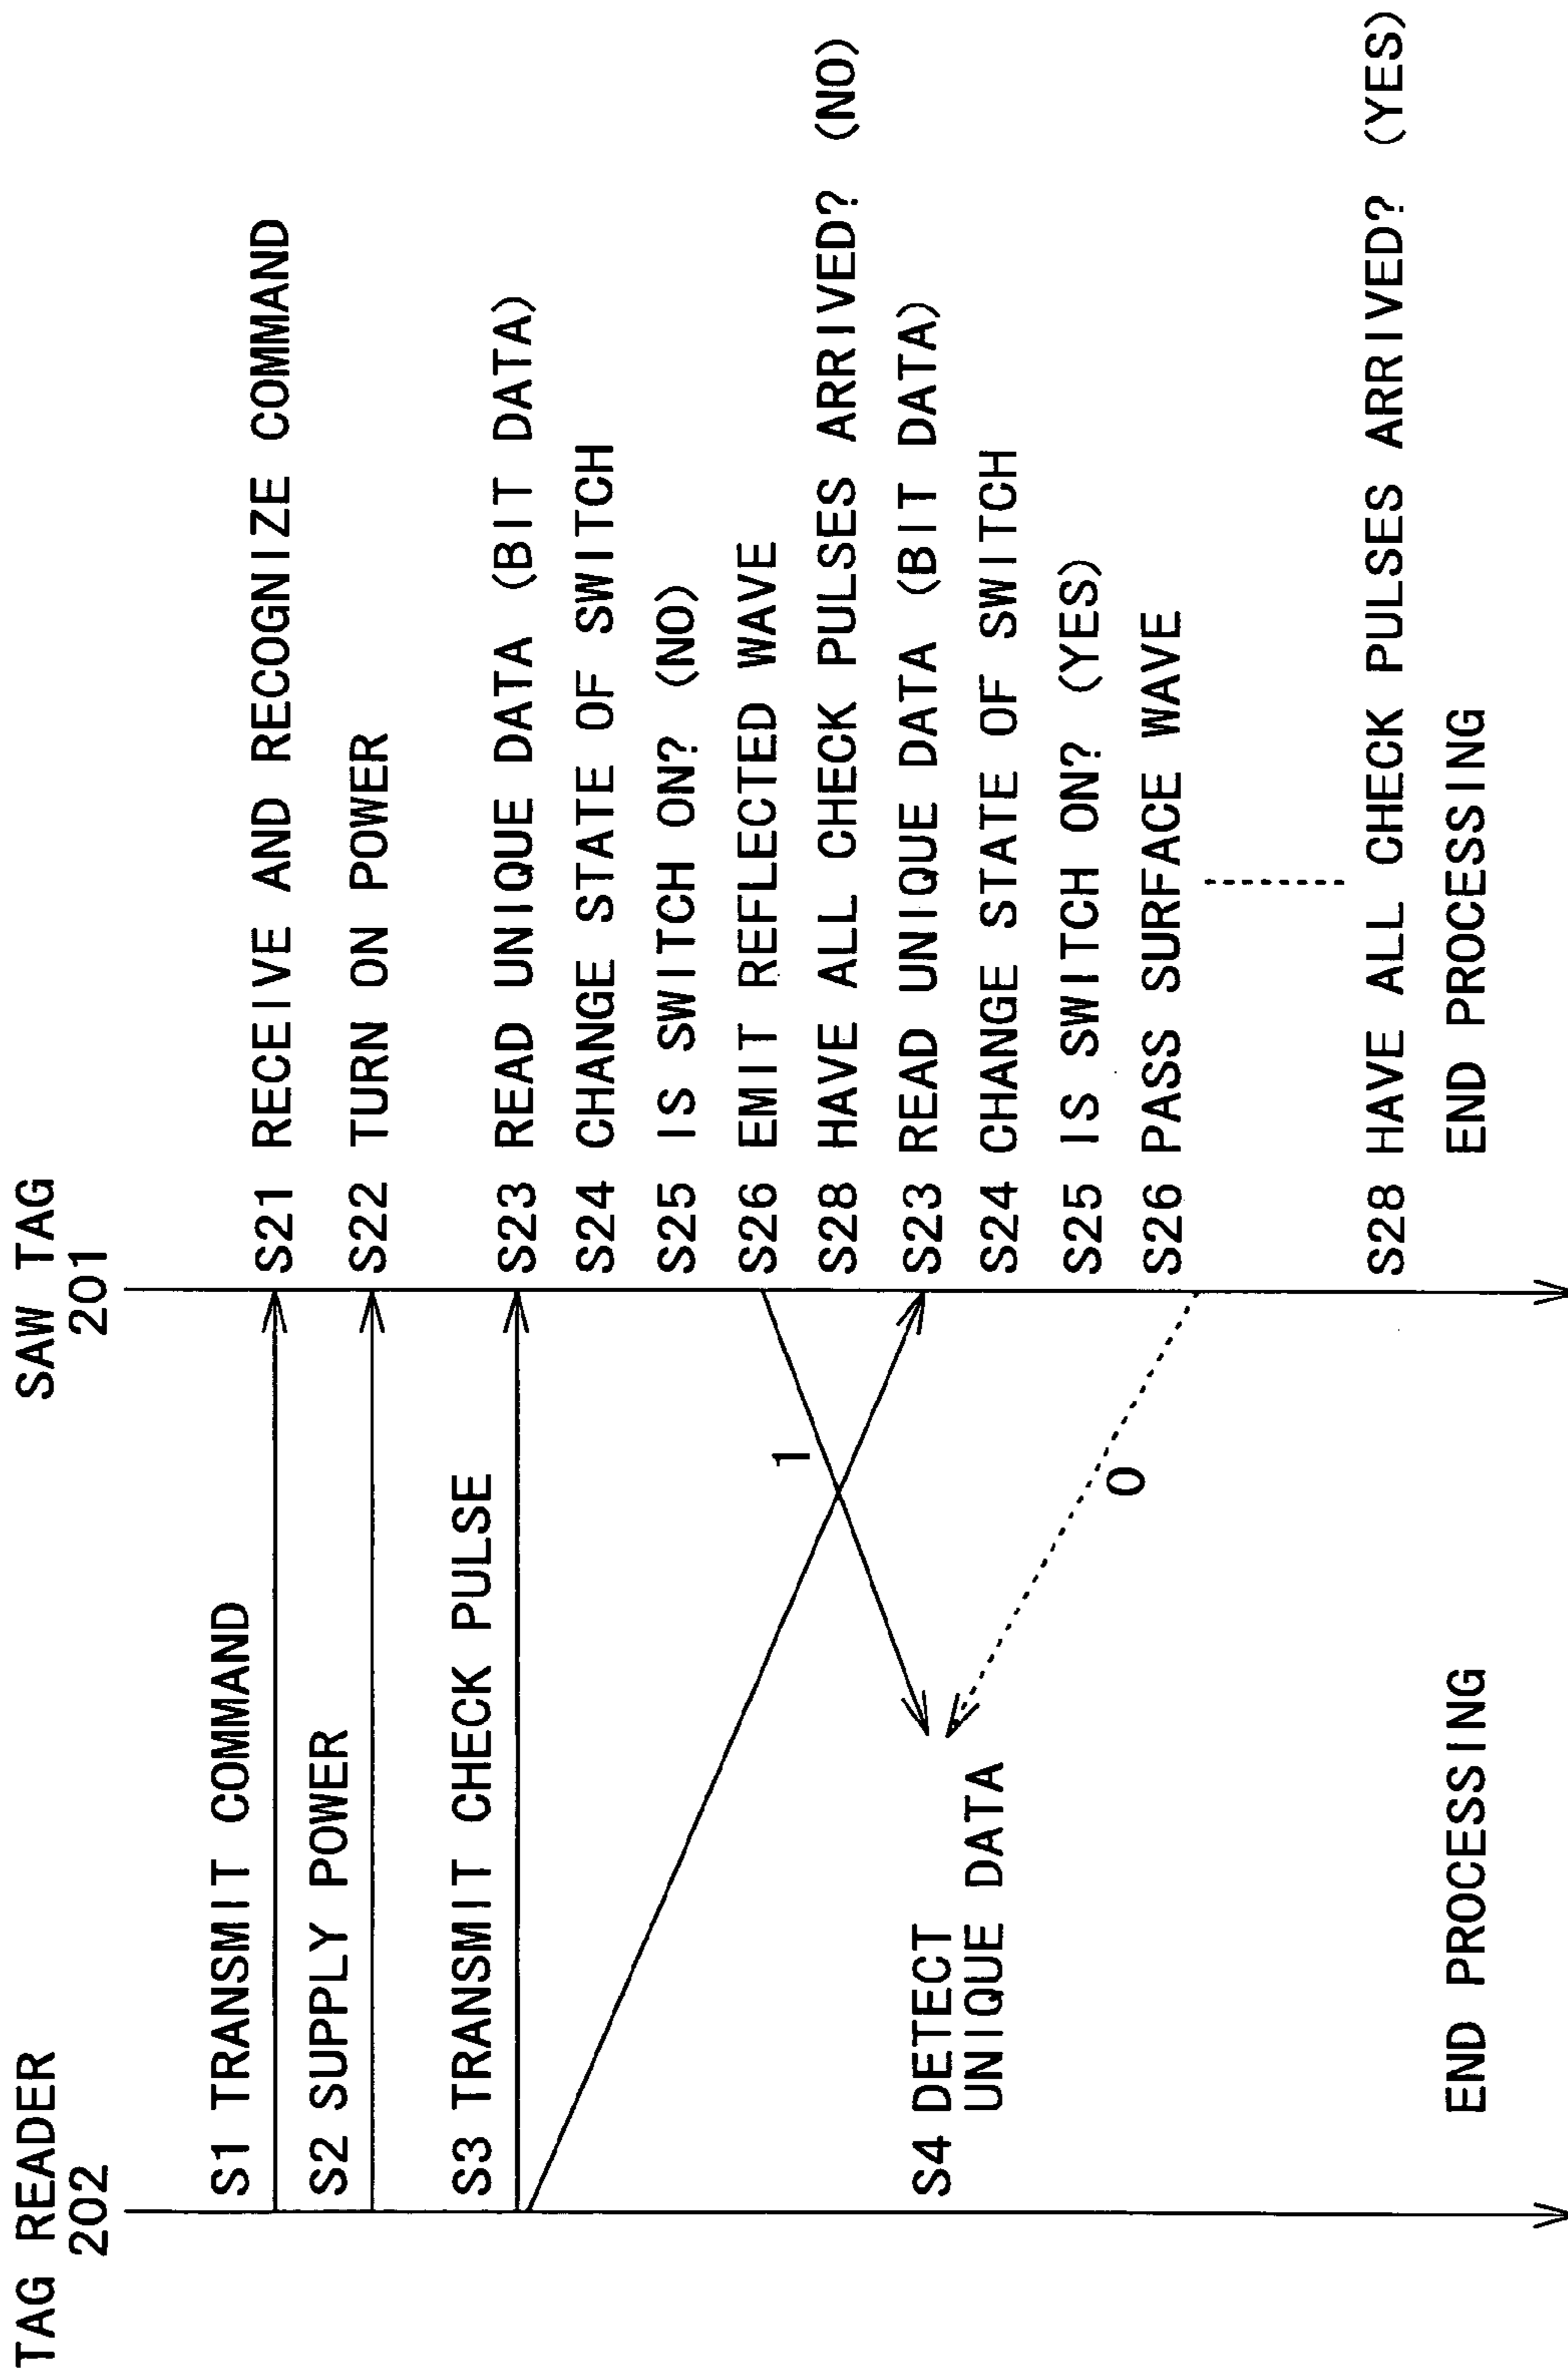 TAG READER
202
SAW TAG
201
S1 TRANSMIT COMMAND
S21 RECEIVE AND RECOGNIZE COMMAND
S2 SUPPLY POWER
S22 TURN ON POWER
S3 TRANSMIT CHECK PULSE
S23 READ UNIQUE DATA (BIT DATA)
S24 CHANGE STATE OF SWITCH
S25 IS SWITCH ON? (NO)
S26 EMIT REFLECTED WAVE
1
S28 HAVE ALL CHECK PULSES ARRIVED? (NO)
S4 DETECT
UNIQUE DATA
S23 READ UNIQUE DATA (BIT DATA)
S24 CHANGE STATE OF SWITCH
S25 IS SWITCH ON? (YES)
0
S26 PASS SURFACE WAVE
S28 HAVE ALL CHECK PULSES ARRIVED? (YES)
END PROCESSING
END PROCESSING